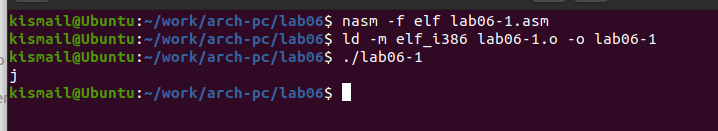 kismail@Ubuntu:~/work/arch-pc/lab06$ nasm -f elf lab06-1.asm
kismail@Ubuntu:~/work/arch-pc/lab06$ ld -m elf_i386 lab06-1.o -o lab06-1
kismail@Ubuntu:~/work/arch-pc/lab06$ ./lab06-1
j
kismail@Ubuntu:~/work/arch-pc/lab06$